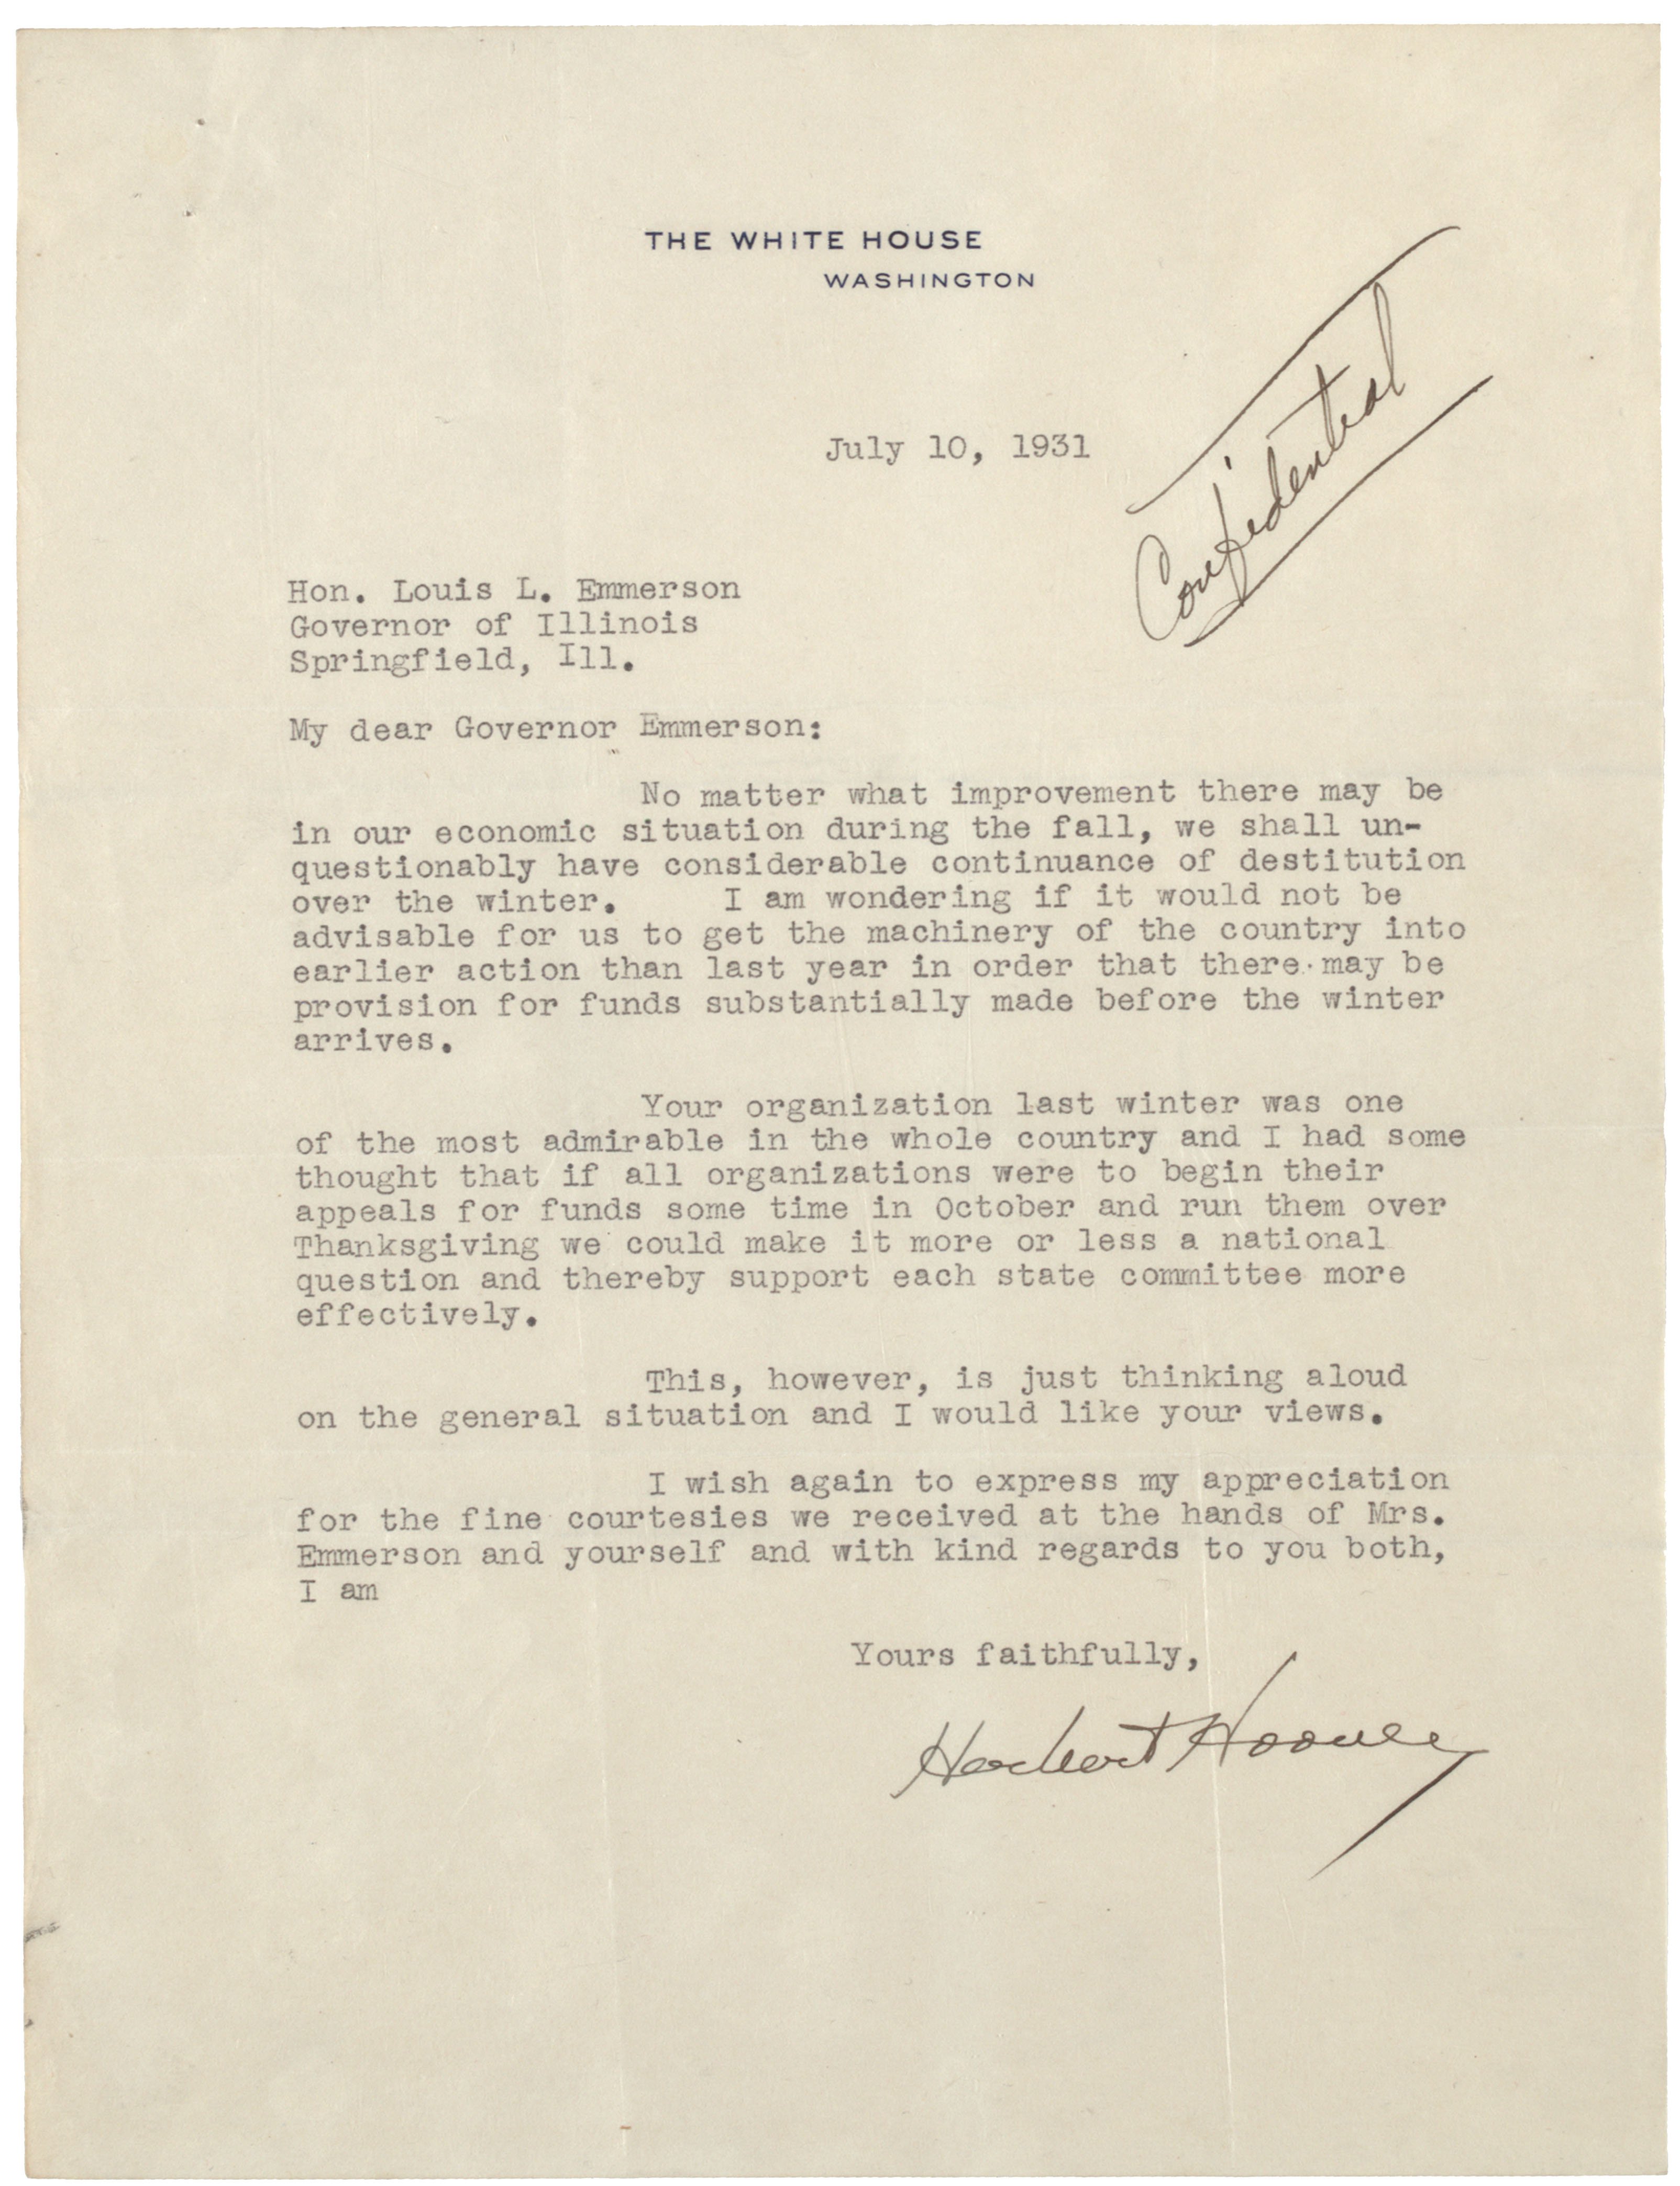 THE WHITE HOUSE
WASHINGTON
Confidential
July 10, 1931
Hon. Louis L. Emmerson
Governor of Illinois
Springfield, Ill.
My dear Governor Emmerson:
No matter what improvement there may be
in our economic situation during the fall, we shall un-
questionably have considerable continuance of destitution
over the winter. I am wondering if it would not be
advisable for us to get the machinery of the country into
earlier action than last year in order that there may be
provision for funds substantially made before the winter
arrives.
Your organization last winter was one
of the most admirable in the whole country and I had some
thought that if all organizations were to begin their
appeals for funds some time in October and run them over
Thanksgiving we could make it more or less a national
question and thereby support each state committee more
effectively.
This, however, is just thinking aloud
on the general situation and I would like your views.
I wish again to express my appreciation
for the fine courtesies we received at the hands of Mrs.
Emmerson and yourself and with kind regards to you both,
I am
Yours faithfully,
Herbert Hoover